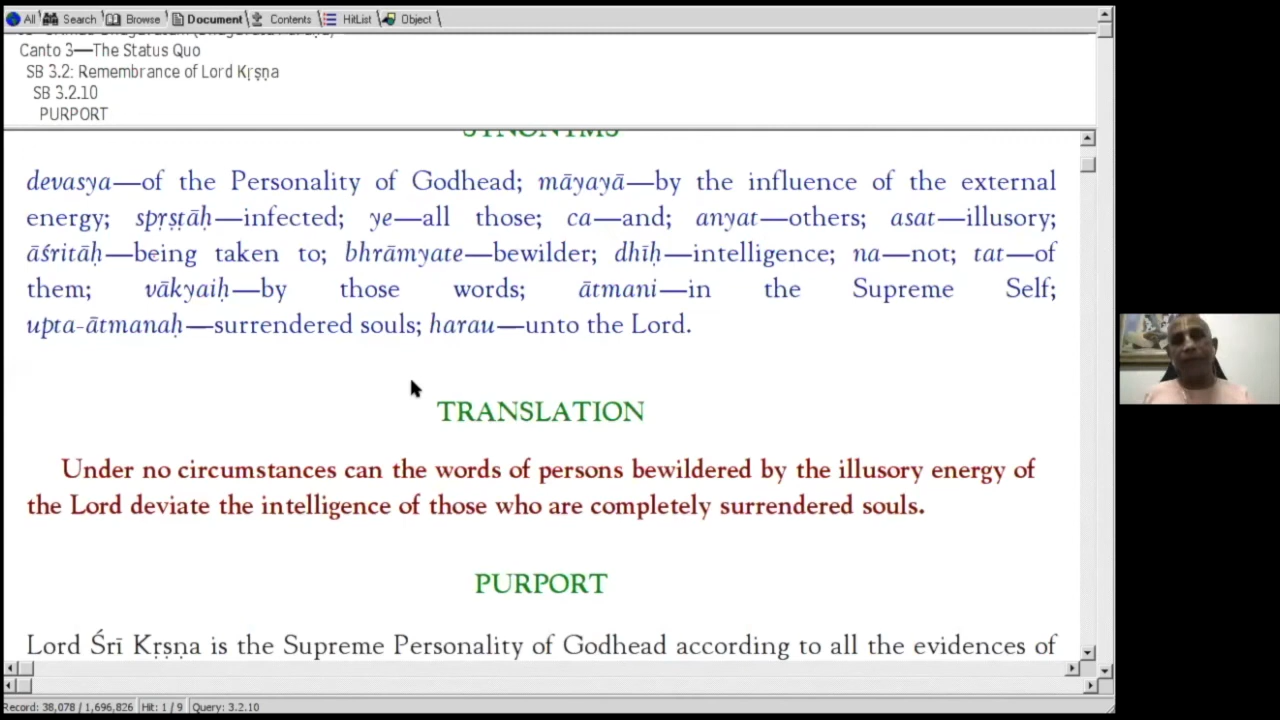 All Search Browse Document Contents HitList Object
Canto 3—The Status Quo
SB 3.2: Remembrance of Lord Kṛṣṇa
SB 3.2.10
PURPORT
SYNONYMS
devasya—of the Personality of Godhead; māyayā—by the influence of the external
energy; spṛṣṭāḥ—infected; ye—all those; ca—and; anyat—others; asat—illusory;
āśritāḥ—being taken to; bhrāmyate—bewilder; dhīḥ—intelligence; na—not; tat—of
them; vākyaiḥ—by those words; ātmani—in the Supreme Self;
upta-ātmanaḥ—surrendered souls; harau—unto the Lord.
TRANSLATION
Under no circumstances can the words of persons bewildered by the illusory energy of
the Lord deviate the intelligence of those who are completely surrendered souls.
PURPORT
Lord Śrī Kṛṣṇa is the Supreme Personality of Godhead according to all the evidences of
Record: 38,078 / 1,696,826 Hit: 1 / 9 Query: 3.2.10